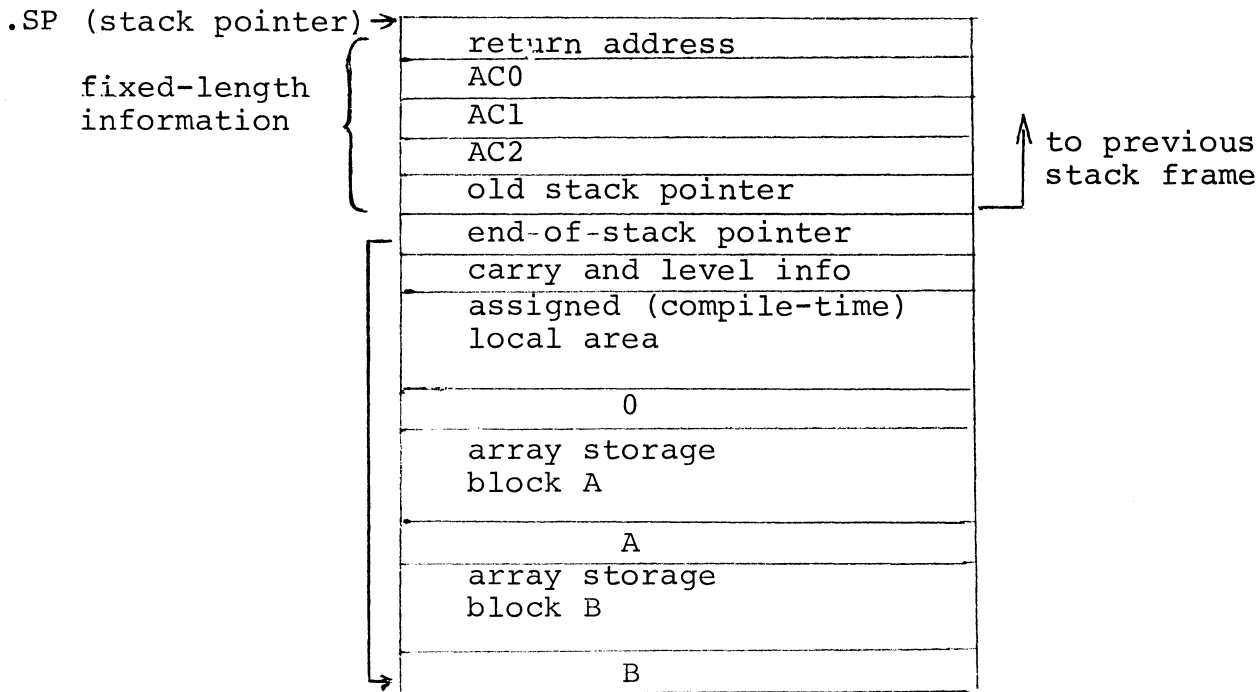 .SP (stack pointer)
return address
fixed-length
information
AC0
AC1
AC2
old stack pointer
to previous
stack frame
end-of-stack pointer
carry and level info
assigned (compile-time)
local area
0
array storage
block A
A
array storage
block B
B